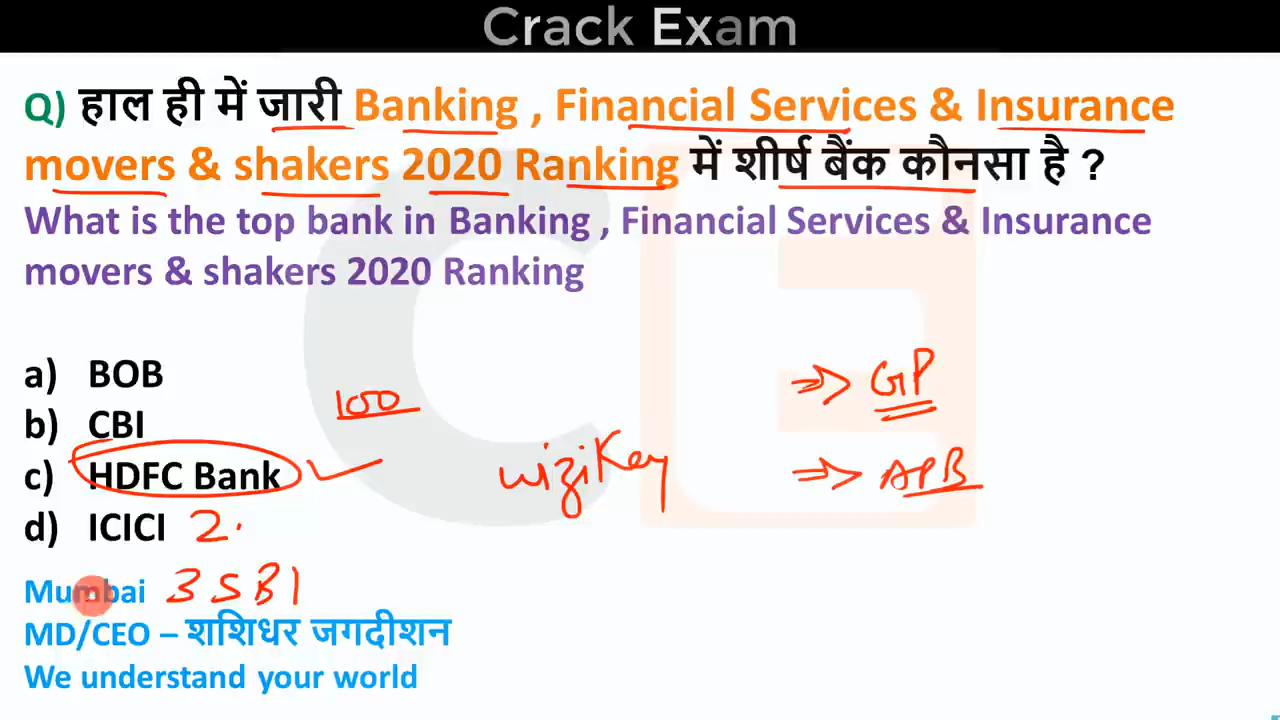 Crack Exam
Q) हाल ही में जारी Banking , Financial Services & Insurance
movers & shakers 2020 Ranking में शीर्ष बैंक कौनसा है ?
What is the top bank in Banking , Financial Services & Insurance
movers & shakers 2020 Ranking
a) BOB
100
⇒ GP
b) CBI
c) HDFC Bank
wizikey
⇒ APB
d) ICICI 2.
Mumbai 3 SBI
MD/CEO – शशिधर जगदीशन
We understand your world